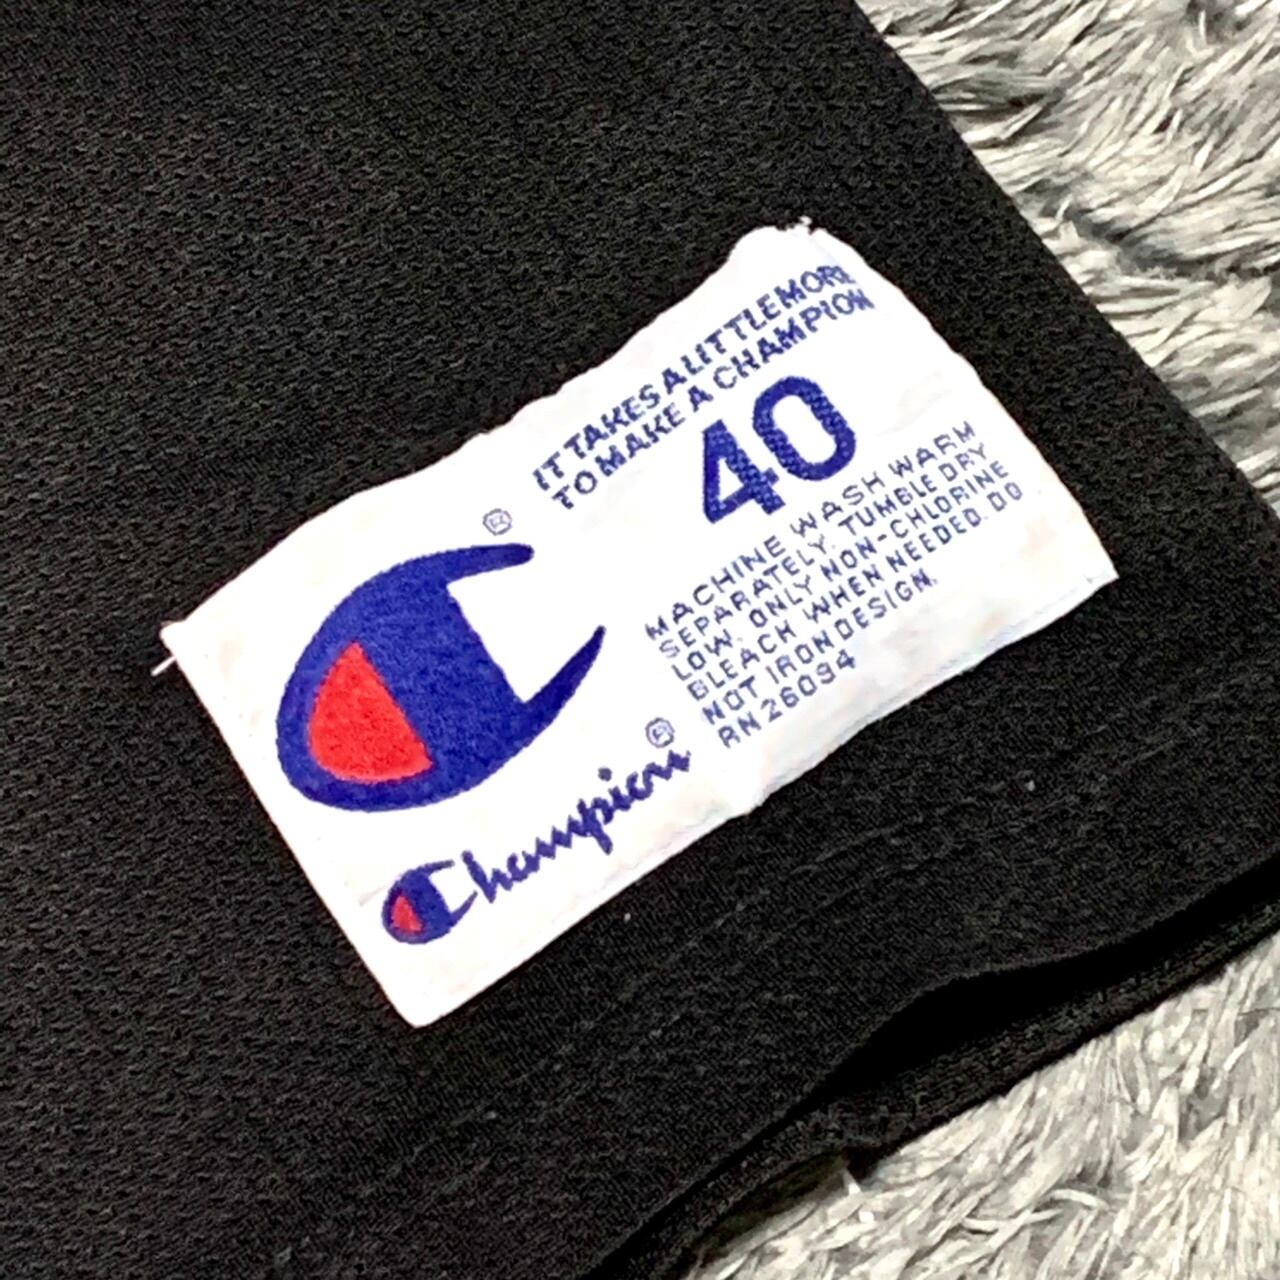 IT TAKES A LITTLE MORE
TO MAKE A CHAMPION
40
MACHINE WASH WARM
SEPARATELY. TUMBLE DRY
LOW. ONLY NON-CHLORINE
BLEACH WHEN NEEDED. DO
NOT IRON DESIGN.
RN 26094
®
Champion®